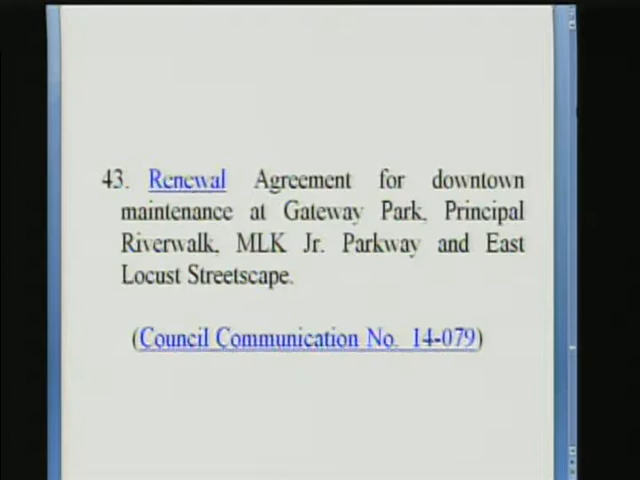 43. Renewal Agreement for downtown
maintenance at Gateway Park, Principal
Riverwalk, MLK Jr. Parkway and East
Locust Streetscape.
(Council Communication No. 14-079)